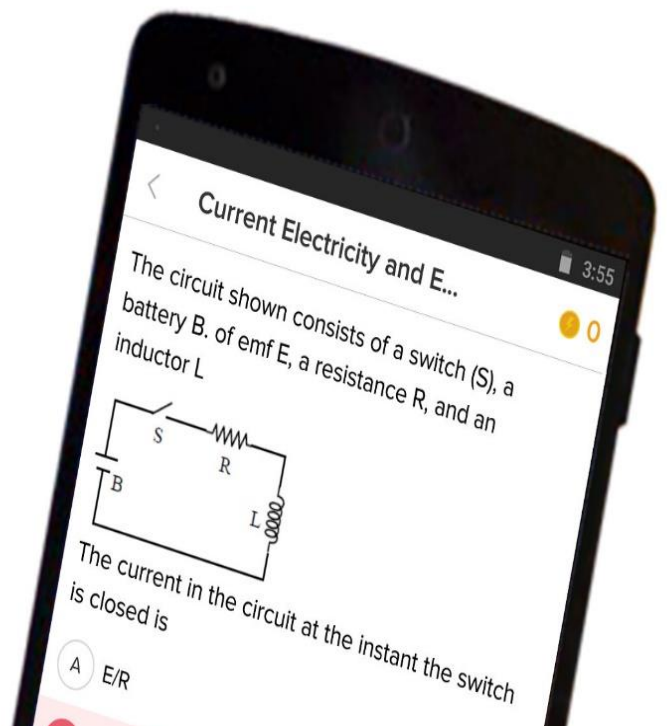 3:55
Current Electricity and E...
0
The circuit shown consists of a switch (S), a
battery B. of emf E, a resistance R, and an
inductor L
S
R
B
L
The current in the circuit at the instant the switch
is closed is
A E/R